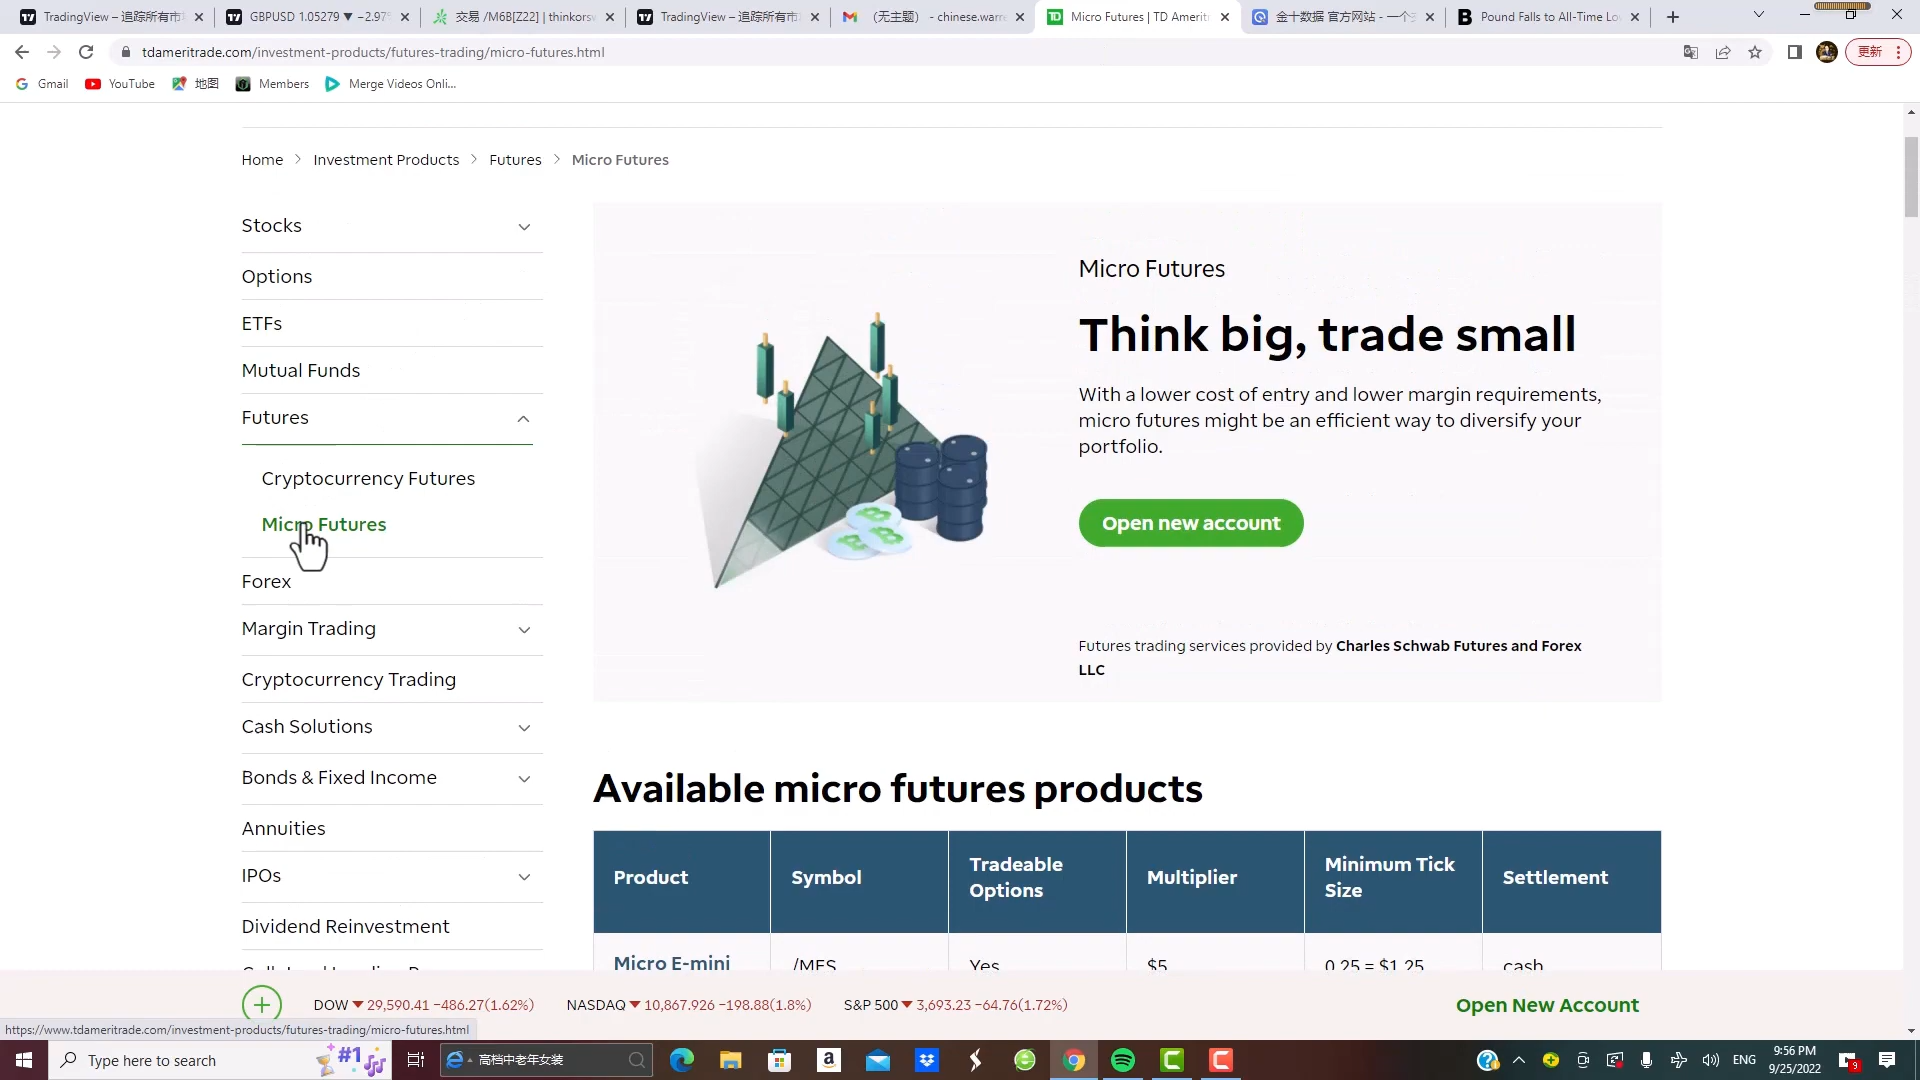 TradingView – 追踪所有市
GBPUSD 1.05279 ▼ −2.97
交易 /M6B[Z22] | thinkorsw
TradingView – 追踪所有市
(无主题) - chinese.warre
Micro Futures | TD Amerit
金十数据 官方网站 - 一个
Pound Falls to All-Time Lo
tdameritrade.com/investment-products/futures-trading/micro-futures.html
更新
Gmail
YouTube
地图
Members
Merge Videos Onli...
Home > Investment Products > Futures > Micro Futures
Stocks
Options
ETFs
Mutual Funds
Futures
Cryptocurrency Futures
Micro Futures
Forex
Margin Trading
Cryptocurrency Trading
Cash Solutions
Bonds & Fixed Income
Annuities
IPOs
Dividend Reinvestment
Micro Futures
Think big, trade small
With a lower cost of entry and lower margin requirements,
micro futures might be an efficient way to diversify your
portfolio.
Open new account
Futures trading services provided by Charles Schwab Futures and Forex
LLC
Available micro futures products
Product Symbol Tradeable Options Multiplier Minimum Tick Size Settlement
Micro E-mini /MES Yes $5 0.25 = $1.25 cash
DOW ▼ 29,590.41 −486.27(1.62%) NASDAQ ▼ 10,867.926 −198.88(1.8%) S&P 500 ▼ 3,693.23 −64.76(1.72%)
Open New Account
https://www.tdameritrade.com/investment-products/futures-trading/micro-futures.html
Type here to search
#1
高档中老年女装
ENG
9:56 PM
9/25/2022
9